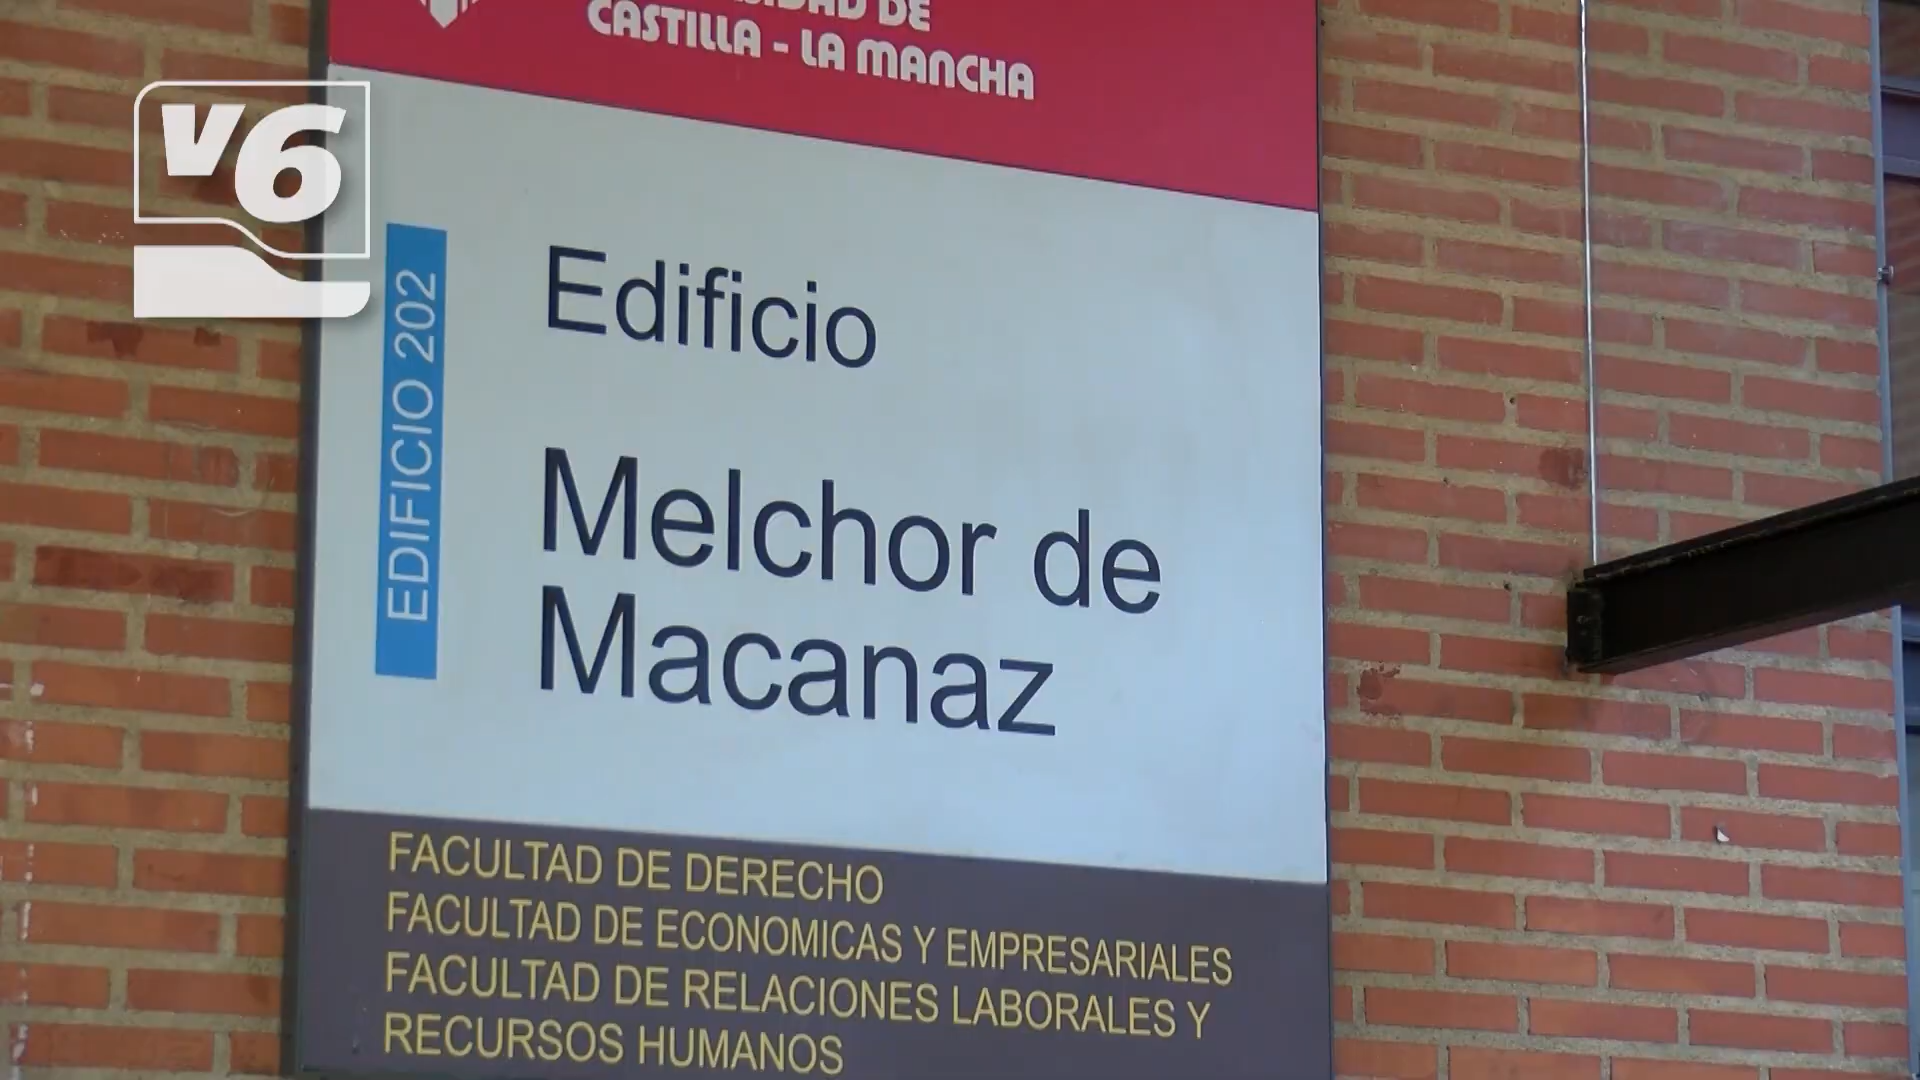 DE
CASTILLA - LA MANCHA
V6
EDIFICIO 202
Edificio
Melchor de
Macanaz
FACULTAD DE DERECHO
FACULTAD DE ECONOMICAS Y EMPRESARIALES
FACULTAD DE RELACIONES LABORALES Y
RECURSOS HUMANOS